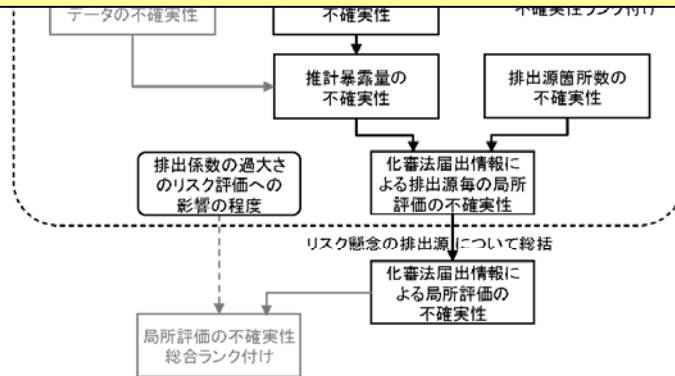 データの不確実性
不確実性
不確実性ランク付け
推計暴露量の
不確実性
排出源箇所数の
不確実性
排出係数の過大さ
のリスク評価への
影響の程度
化審法届出情報に
よる排出源毎の局所
評価の不確実性
リスク懸念の排出源について総括
化審法届出情報に
よる局所評価の
不確実性
局所評価の不確実性
総合ランク付け